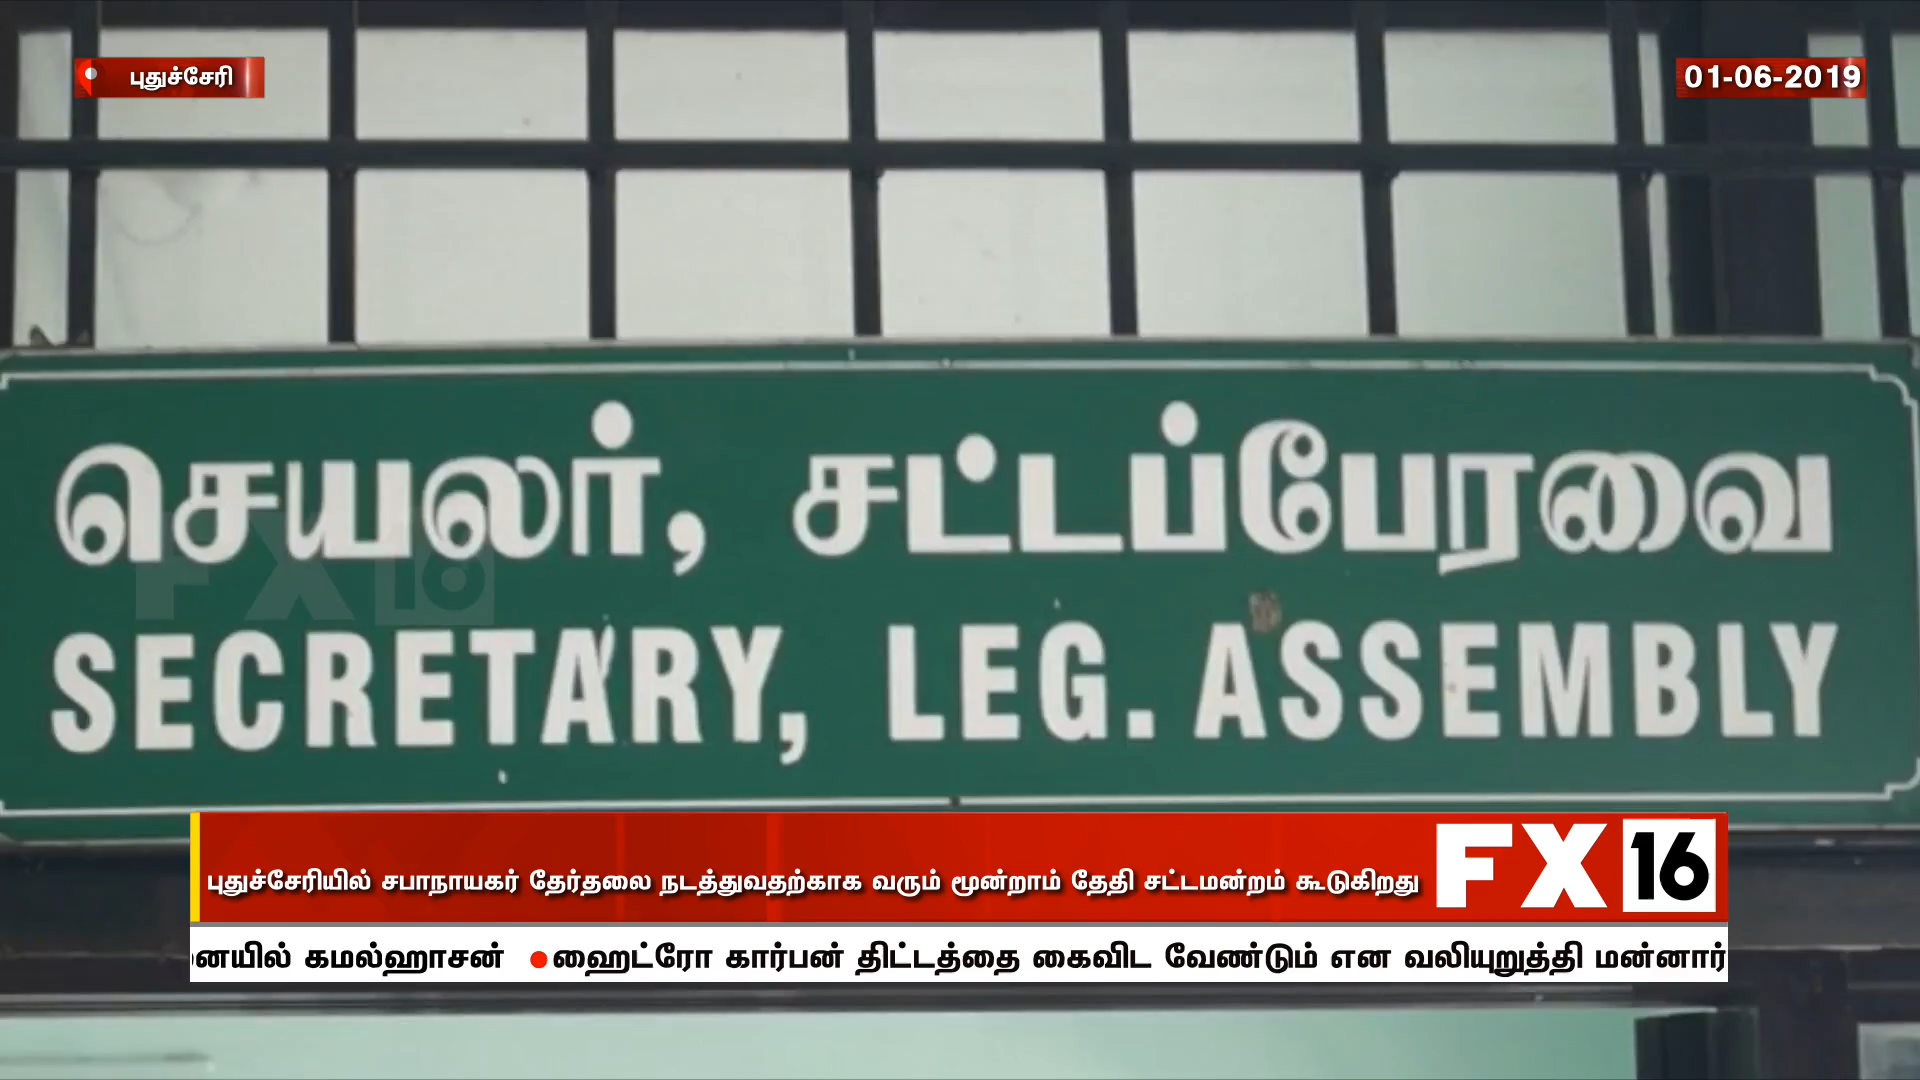 புதுச்சேரி
01-06-2019
செயலர், சட்டப்பேரவை
FX16
SECRETARY, LEG. ASSEMBLY
புதுச்சேரியில் சபாநாயகர் தேர்தலை நடத்துவதற்காக வரும் மூன்றாம் தேதி சட்டமன்றம் கூடுகிறது
FX 16
கமல்ஹாசன் ●ஹைட்ரோ கார்பன் திட்டத்தை கைவிட வேண்டும் என வலியுறுத்தி மன்னார்